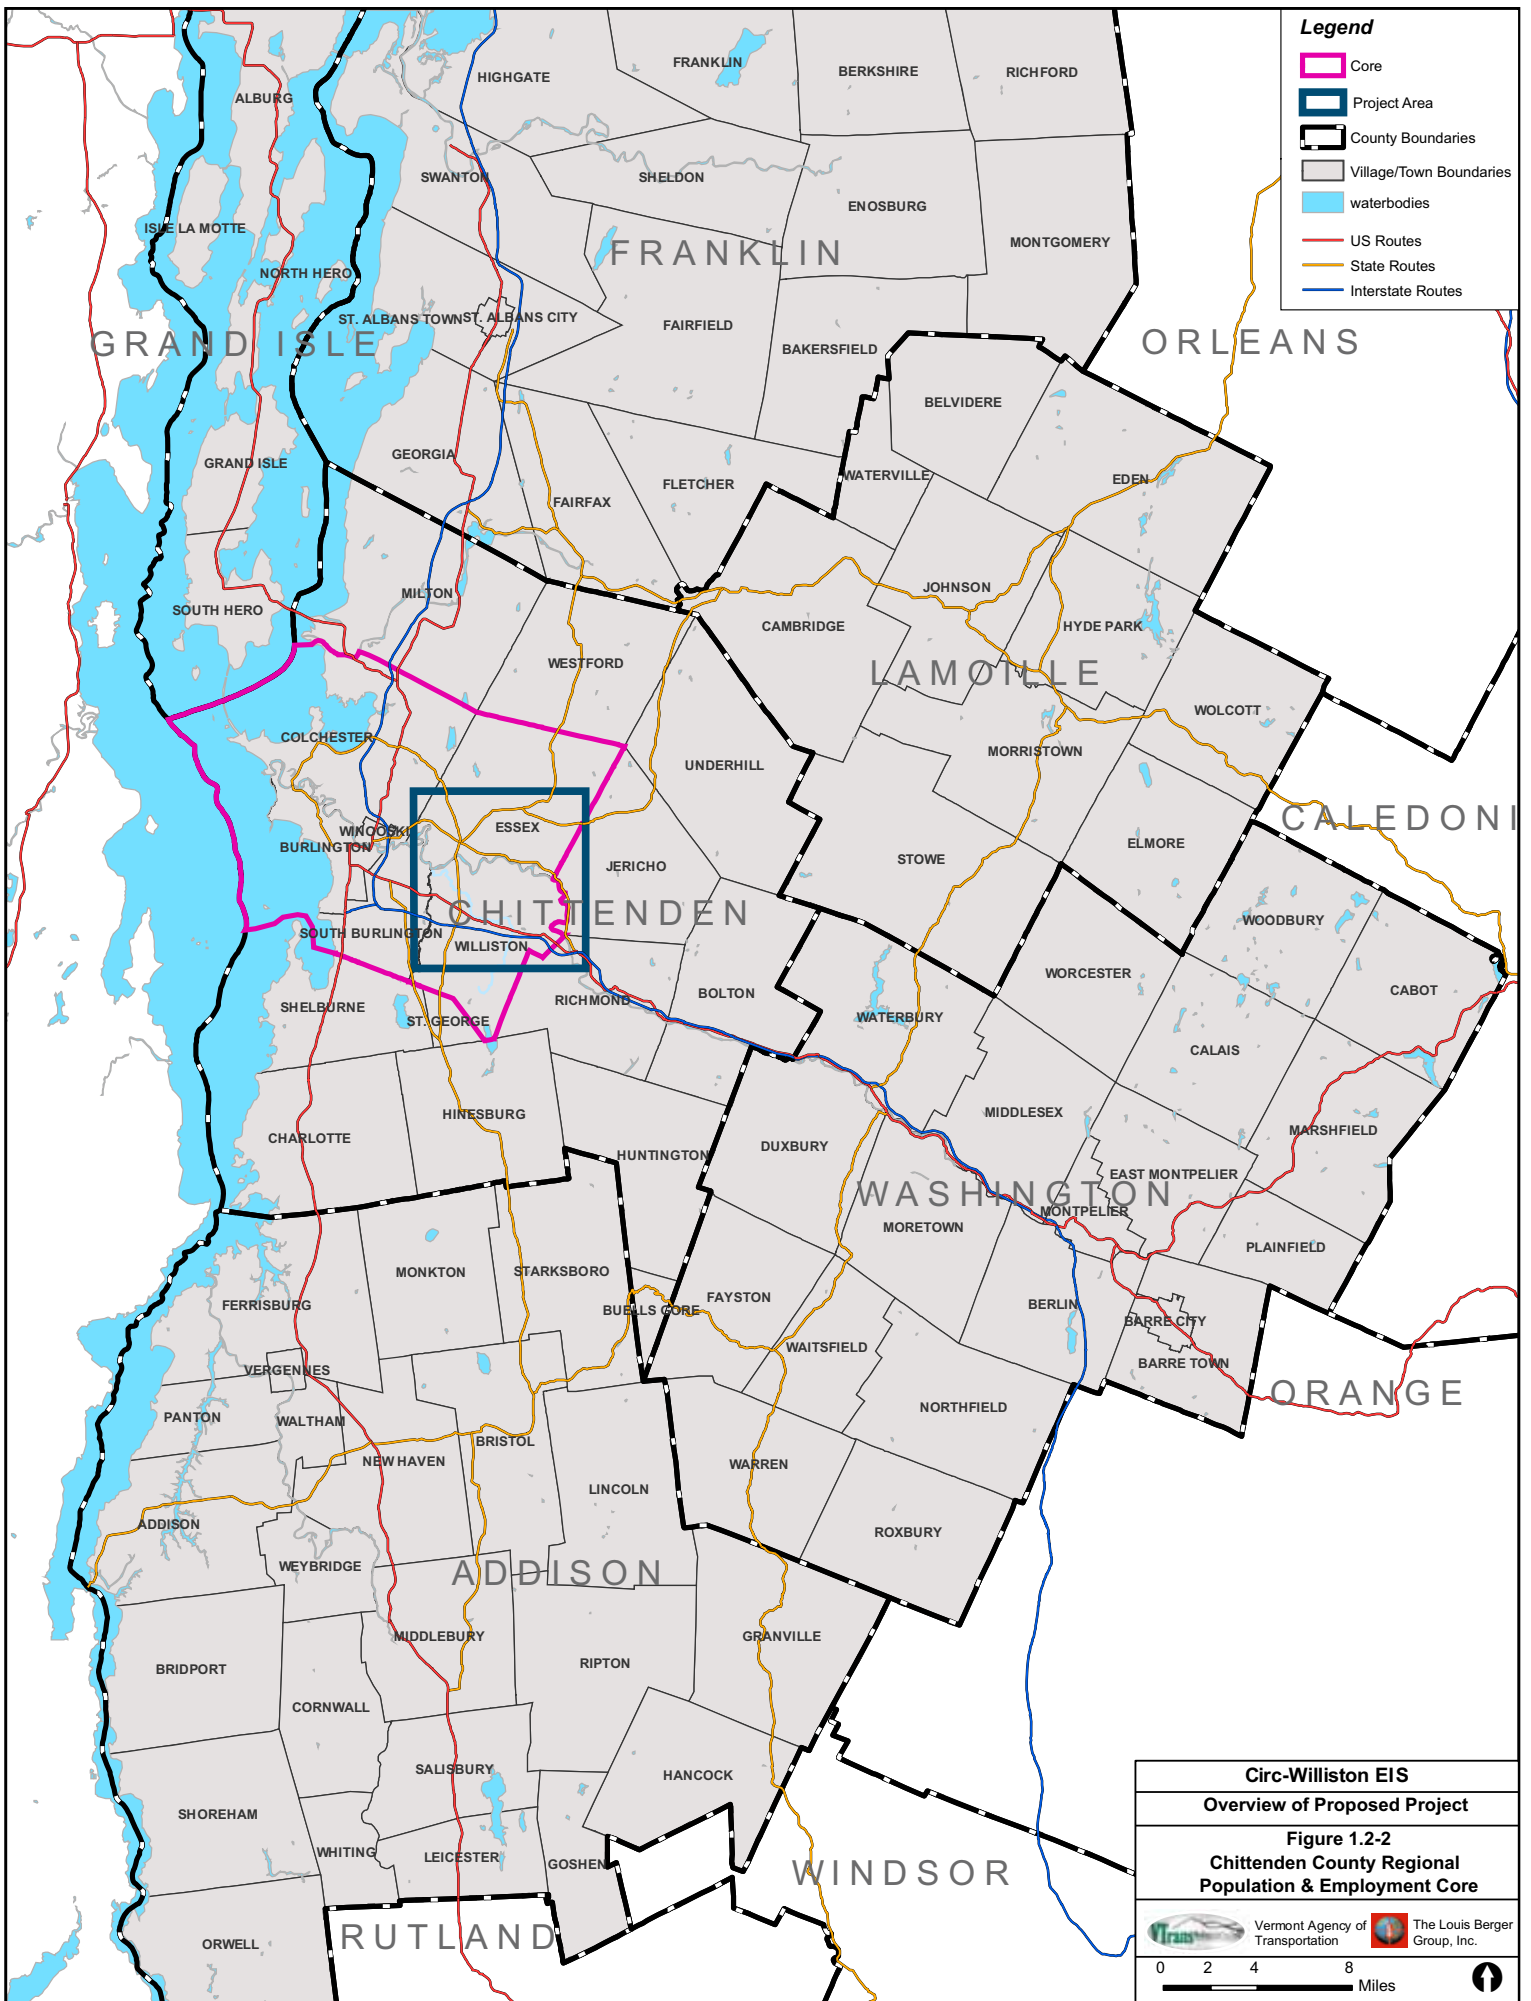 Legend
Core
Project Area
County Boundaries
Village/Town Boundaries
waterbodies
US Routes
State Routes
Interstate Routes
HIGHGATE
FRANKLIN
BERKSHIRE
RICHFORD
ALBURG
SWANTON
SHELDON
ENOSBURG
ISLE LA MOTTE
MONTGOMERY
FRANKLIN
NORTH HERO
ST. ALBANS TOWN
ST. ALBANS CITY
FAIRFIELD
GRAND ISLE
ORLEANS
BAKERSFIELD
BELVIDERE
GEORGIA
GRAND ISLE
WATERVILLE
EDEN
FLETCHER
FAIRFAX
JOHNSON
MILTON
SOUTH HERO
CAMBRIDGE
HYDE PARK
WESTFORD
LAMOILLE
WOLCOTT
COLCHESTER
MORRISTOWN
UNDERHILL
CALEDONI
ESSEX
WINOOSKI
BURLINGTON
ELMORE
STOWE
JERICHO
CHITTENDEN
WOODBURY
SOUTH BURLINGTON
WILLISTON
WORCESTER
CABOT
BOLTON
RICHMOND
SHELBURNE
WATERBURY
ST. GEORGE
CALAIS
HINESBURG
MIDDLESEX
MARSHFIELD
CHARLOTTE
DUXBURY
HUNTINGTON
EAST MONTPELIER
WASHINGTON
MONTPELIER
MORETOWN
PLAINFIELD
MONKTON
STARKSBORO
FAYSTON
FERRISBURG
BERLIN
BUELLS GORE
BARRE CITY
WAITSFIELD
BARRE TOWN
VERGENNES
ORANGE
NORTHFIELD
PANTON
WALTHAM
BRISTOL
NEW HAVEN
WARREN
LINCOLN
ADDISON
ROXBURY
WEYBRIDGE
ADDISON
MIDDLEBURY
GRANVILLE
RIPTON
BRIDPORT
CORNWALL
SALISBURY
HANCOCK
SHOREHAM
WHITING
LEICESTER
GOSHEN
WINDSOR
RUTLAND
ORWELL
Circ-Williston EIS
Overview of Proposed Project
Figure 1.2-2
Chittenden County Regional
Population & Employment Core
VTrans
Vermont Agency of
Transportation
The Louis Berger
Group, Inc.
0 2 4 8
Miles